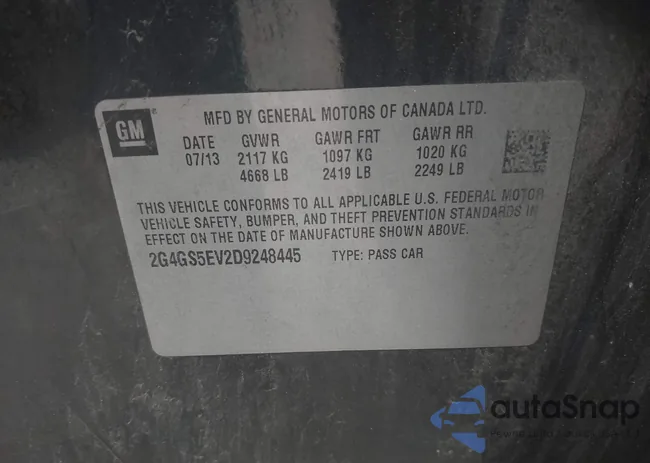 GM
MFD BY GENERAL MOTORS OF CANADA LTD.
DATE GVWR GAWR FRT GAWR RR
07/13 2117 KG 1097 KG 1020 KG
4668 LB 2419 LB 2249 LB
THIS VEHICLE CONFORMS TO ALL APPLICABLE U.S. FEDERAL MOTOR
VEHICLE SAFETY, BUMPER, AND THEFT PREVENTION STANDARDS IN
EFFECT ON THE DATE OF MANUFACTURE SHOWN ABOVE.
2G4GS5EV2D9248445 TYPE: PASS CAR
autaSnap